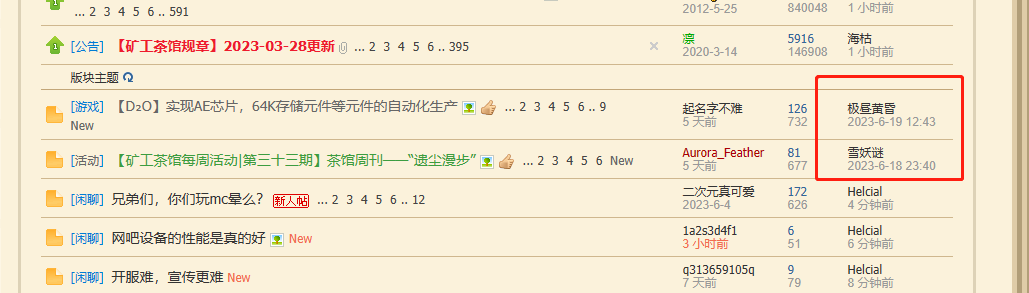 ... 2 3 4 5 6 .. 591 2012-5-25 840048 1 小时前
[公告] 【矿工茶馆规章】2023-03-28更新 ... 2 3 4 5 6 .. 395 凛 5916 海枯
2020-3-14 146908 1 小时前
版块主题
[游戏] 【D₂O】实现AE芯片，64K存储元件等元件的自动化生产 ... 2 3 4 5 6 .. 9 起名字不难 126 极昼黄昏
New 5 天前 732 2023-6-19 12:43
[活动] 【矿工茶馆每周活动|第三十三期】茶馆周刊——“遗尘漫步” ... 2 3 4 5 6 New Aurora_Feather 81 雪妖谜
5 天前 677 2023-6-18 23:40
[闲聊] 兄弟们，你们玩mc晕么？ 新人帖 ... 2 3 4 5 6 .. 12 二次元真可爱 172 Helcial
2023-6-4 626 4 分钟前
[闲聊] 网吧设备的性能是真的好 New 1a2s3d4f1 6 Helcial
3 小时前 51 6 分钟前
[闲聊] 开服难，宣传更难 New q313659105q 9 Helcial
7 天前 79 8 分钟前